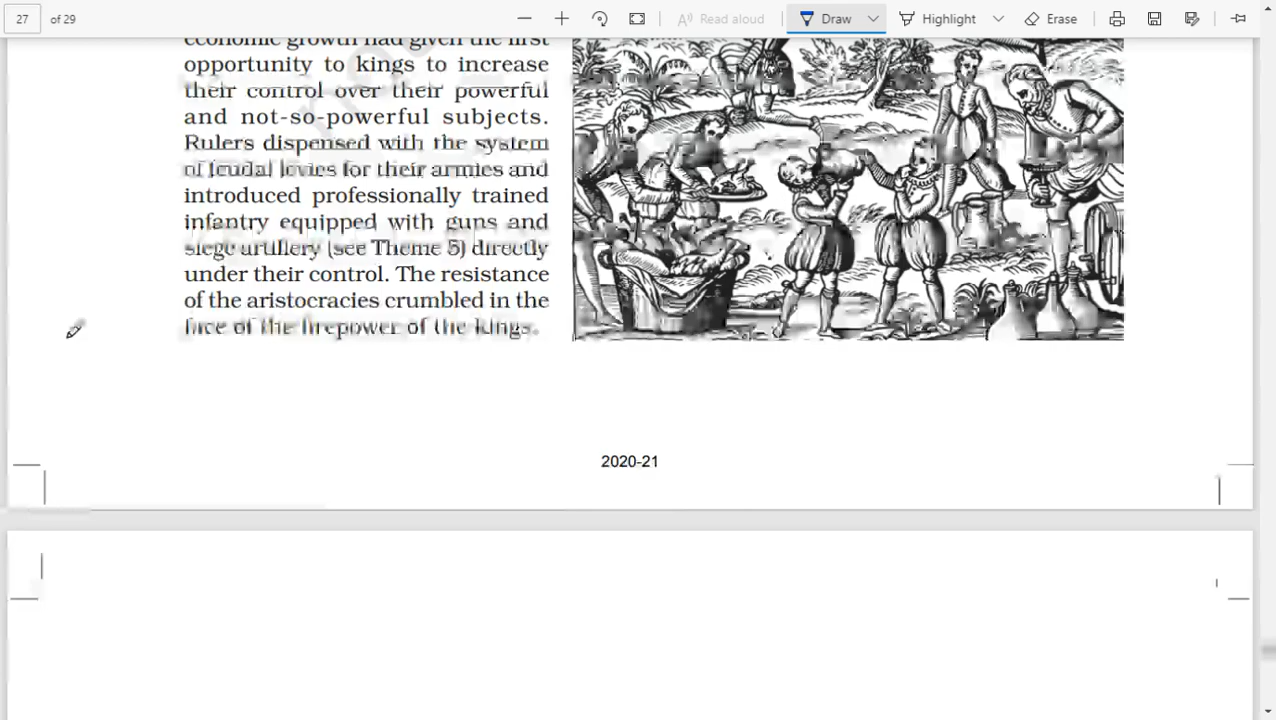 27 of 29 Read aloud Draw Highlight Erase
economic growth had given the first
opportunity to kings to increase
their control over their powerful
and not-so-powerful subjects.
Rulers dispensed with the system
of feudal levies for their armies and
introduced professionally trained
infantry equipped with guns and
siege artillery (see Theme 5) directly
under their control. The resistance
of the aristocracies crumbled in the
face of the firepower of the kings.
2020-21